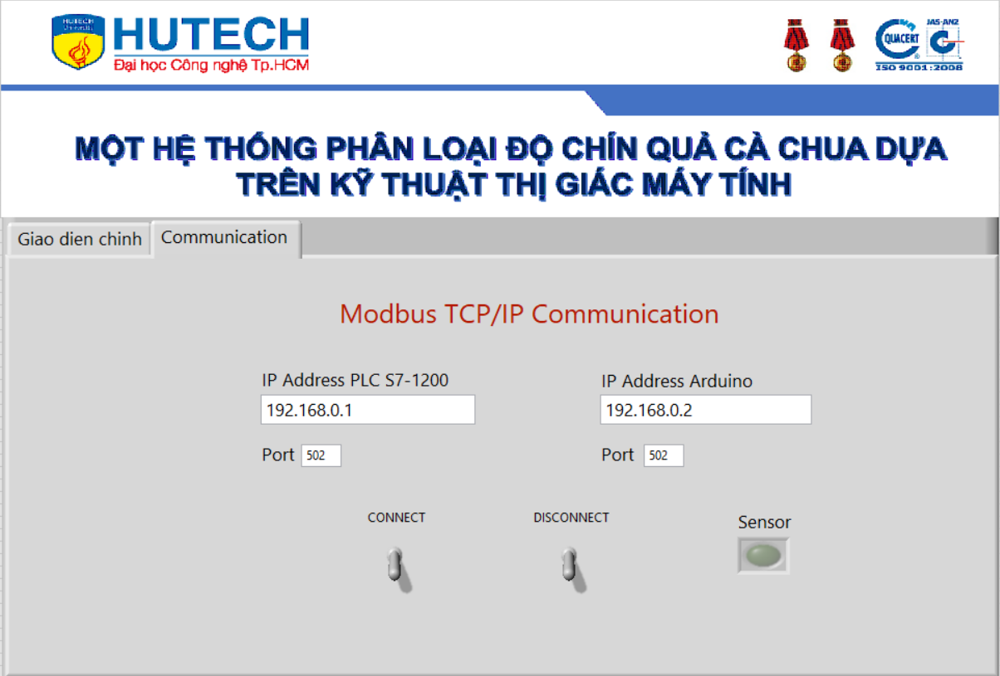 HUTECH
University
HUTECH
Đại học Công nghệ Tp.HCM
QUACERT
®
JAS-ANZ
ISO 9001:2008
MỘT HỆ THỐNG PHÂN LOẠI ĐỘ CHÍN QUẢ CÀ CHUA DỰA
TRÊN KỸ THUẬT THỊ GIÁC MÁY TÍNH
Giao dien chinh
Communication
Modbus TCP/IP Communication
IP Address PLC S7-1200
IP Address Arduino
192.168.0.1
192.168.0.2
Port 502
Port 502
CONNECT
DISCONNECT
Sensor